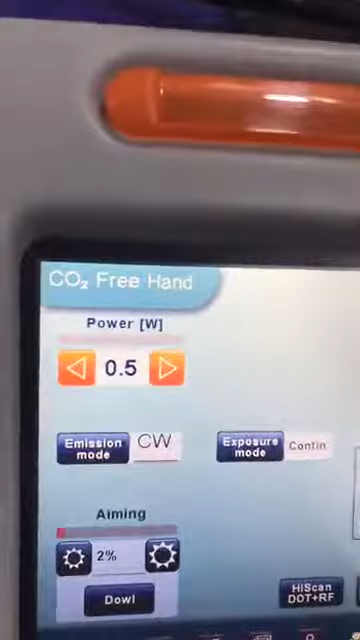 CO₂ Free Hand
Power [W]
0.5
Emission mode
CW
Exposure mode
Contin
Aiming
2%
Dowl
HiScan DOT+RF